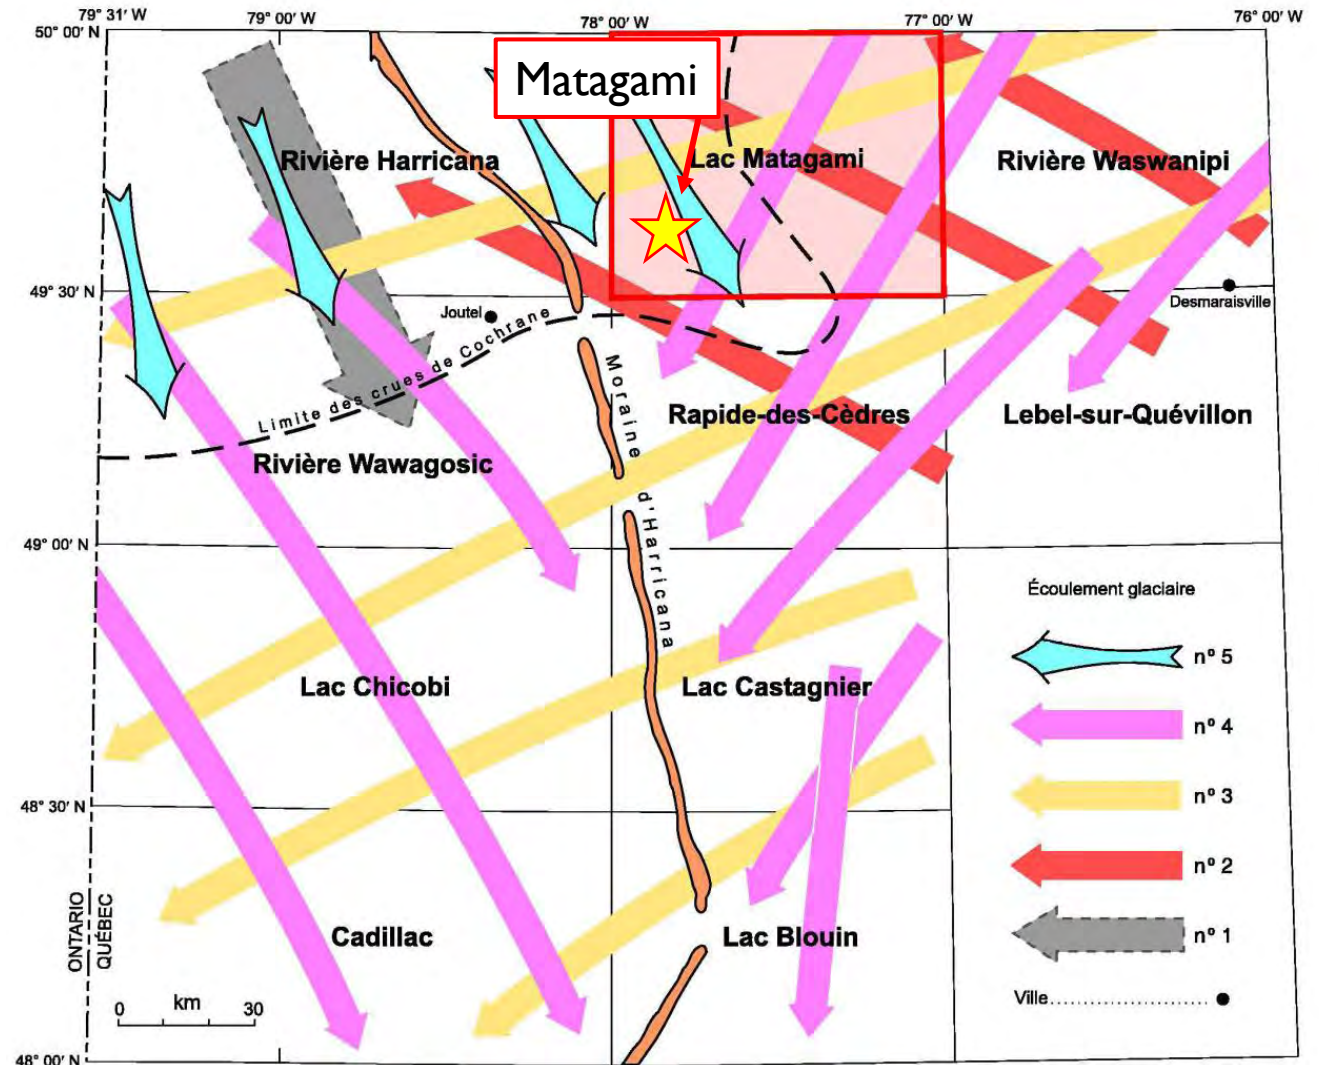 79° 31′ W
79° 00′ W
78° 00′ W
77° 00′ W
76° 00′ W
50° 00′ N
Matagami
Rivière Harricana
Lac Matagami
Rivière Waswanipi
49° 30′ N
Joutel
Desmaraisville
Limite des crues de Cochrane
Moraine d'Harricana
Rapide-des-Cèdres
Lebel-sur-Quévillon
Rivière Wawagosic
49° 00′ N
Écoulement glaciaire
nº 5
Lac Chicobi
Lac Castagnier
nº 4
nº 3
48° 30′ N
nº 2
ONTARIO
QUÉBEC
Cadillac
Lac Blouin
nº 1
Ville
km
0 30
48° 00′ N